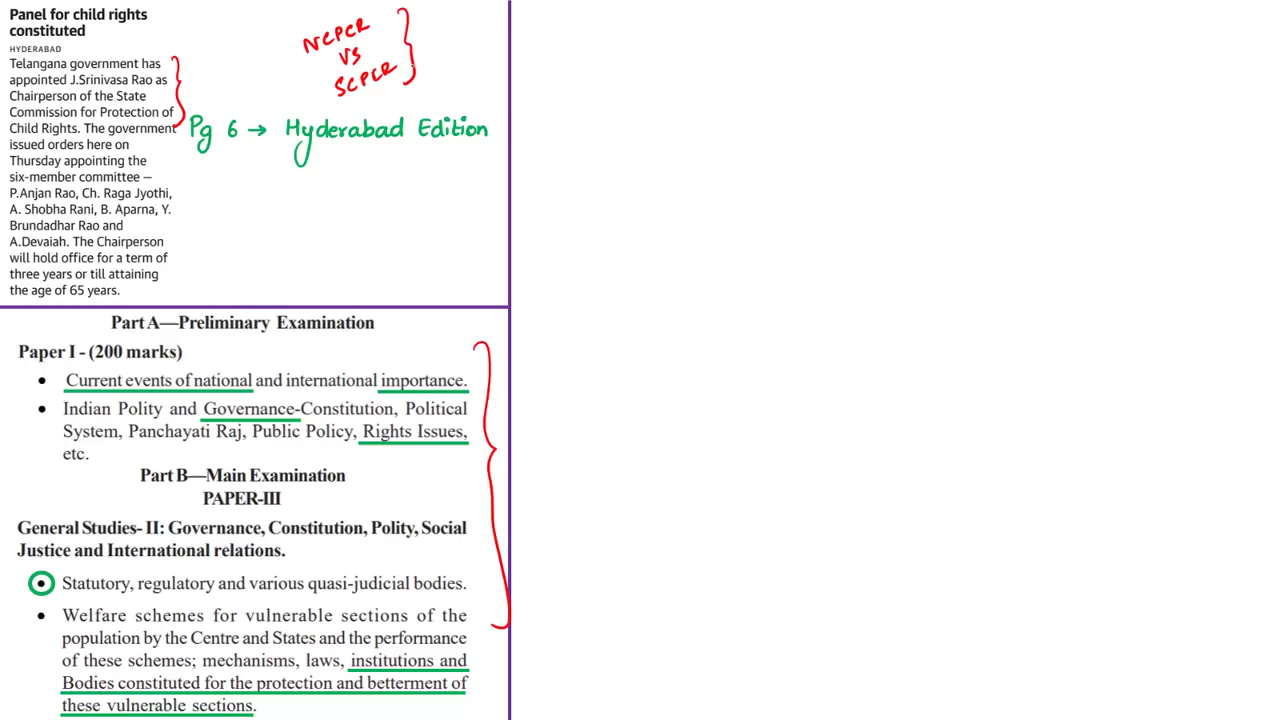 Panel for child rights
constituted
HYDERABAD
Telangana government has
appointed J.Srinivasa Rao as
Chairperson of the State
Commission for Protection of
Child Rights. The government
issued orders here on
Thursday appointing the
six-member committee —
P.Anjan Rao, Ch. Raga Jyothi,
A. Shobha Rani, B. Aparna, Y.
Brundadhar Rao and
A.Devaiah. The Chairperson
will hold office for a term of
three years or till attaining
the age of 65 years.
NCPCR
VS
SCPCR
Pg 6 → Hyderabad Edition
Part A—Preliminary Examination
Paper I - (200 marks)
• Current events of national and international importance.
• Indian Polity and Governance-Constitution, Political
System, Panchayati Raj, Public Policy, Rights Issues,
etc.
Part B—Main Examination
PAPER-III
General Studies- II: Governance, Constitution, Polity, Social
Justice and International relations.
• Statutory, regulatory and various quasi-judicial bodies.
• Welfare schemes for vulnerable sections of the
population by the Centre and States and the performance
of these schemes; mechanisms, laws, institutions and
Bodies constituted for the protection and betterment of
these vulnerable sections.